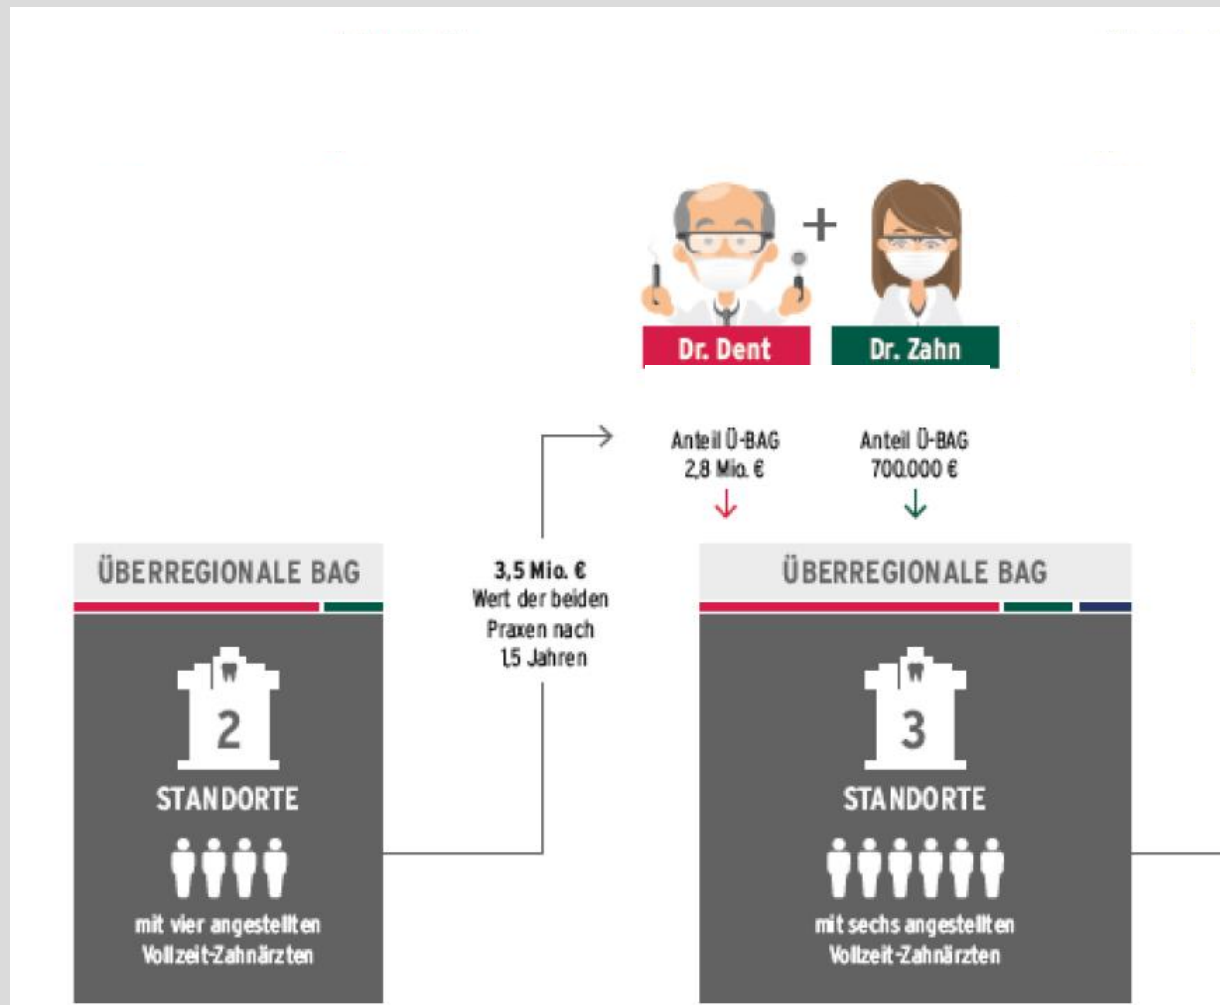 Dr. Dent
Dr. Zahn
Anteil Ü-BAG
2,8 Mio. €
Anteil Ü-BAG
700.000 €
ÜBERREGIONALE BAG
3,5 Mio. €
Wert der beiden
Praxen nach
1,5 Jahren
ÜBERREGIONALE BAG
2
STANDORTE
mit vier angestellten
Vollzeit-Zahnärzten
3
STANDORTE
mit sechs angestellten
Vollzeit-Zahnärzten